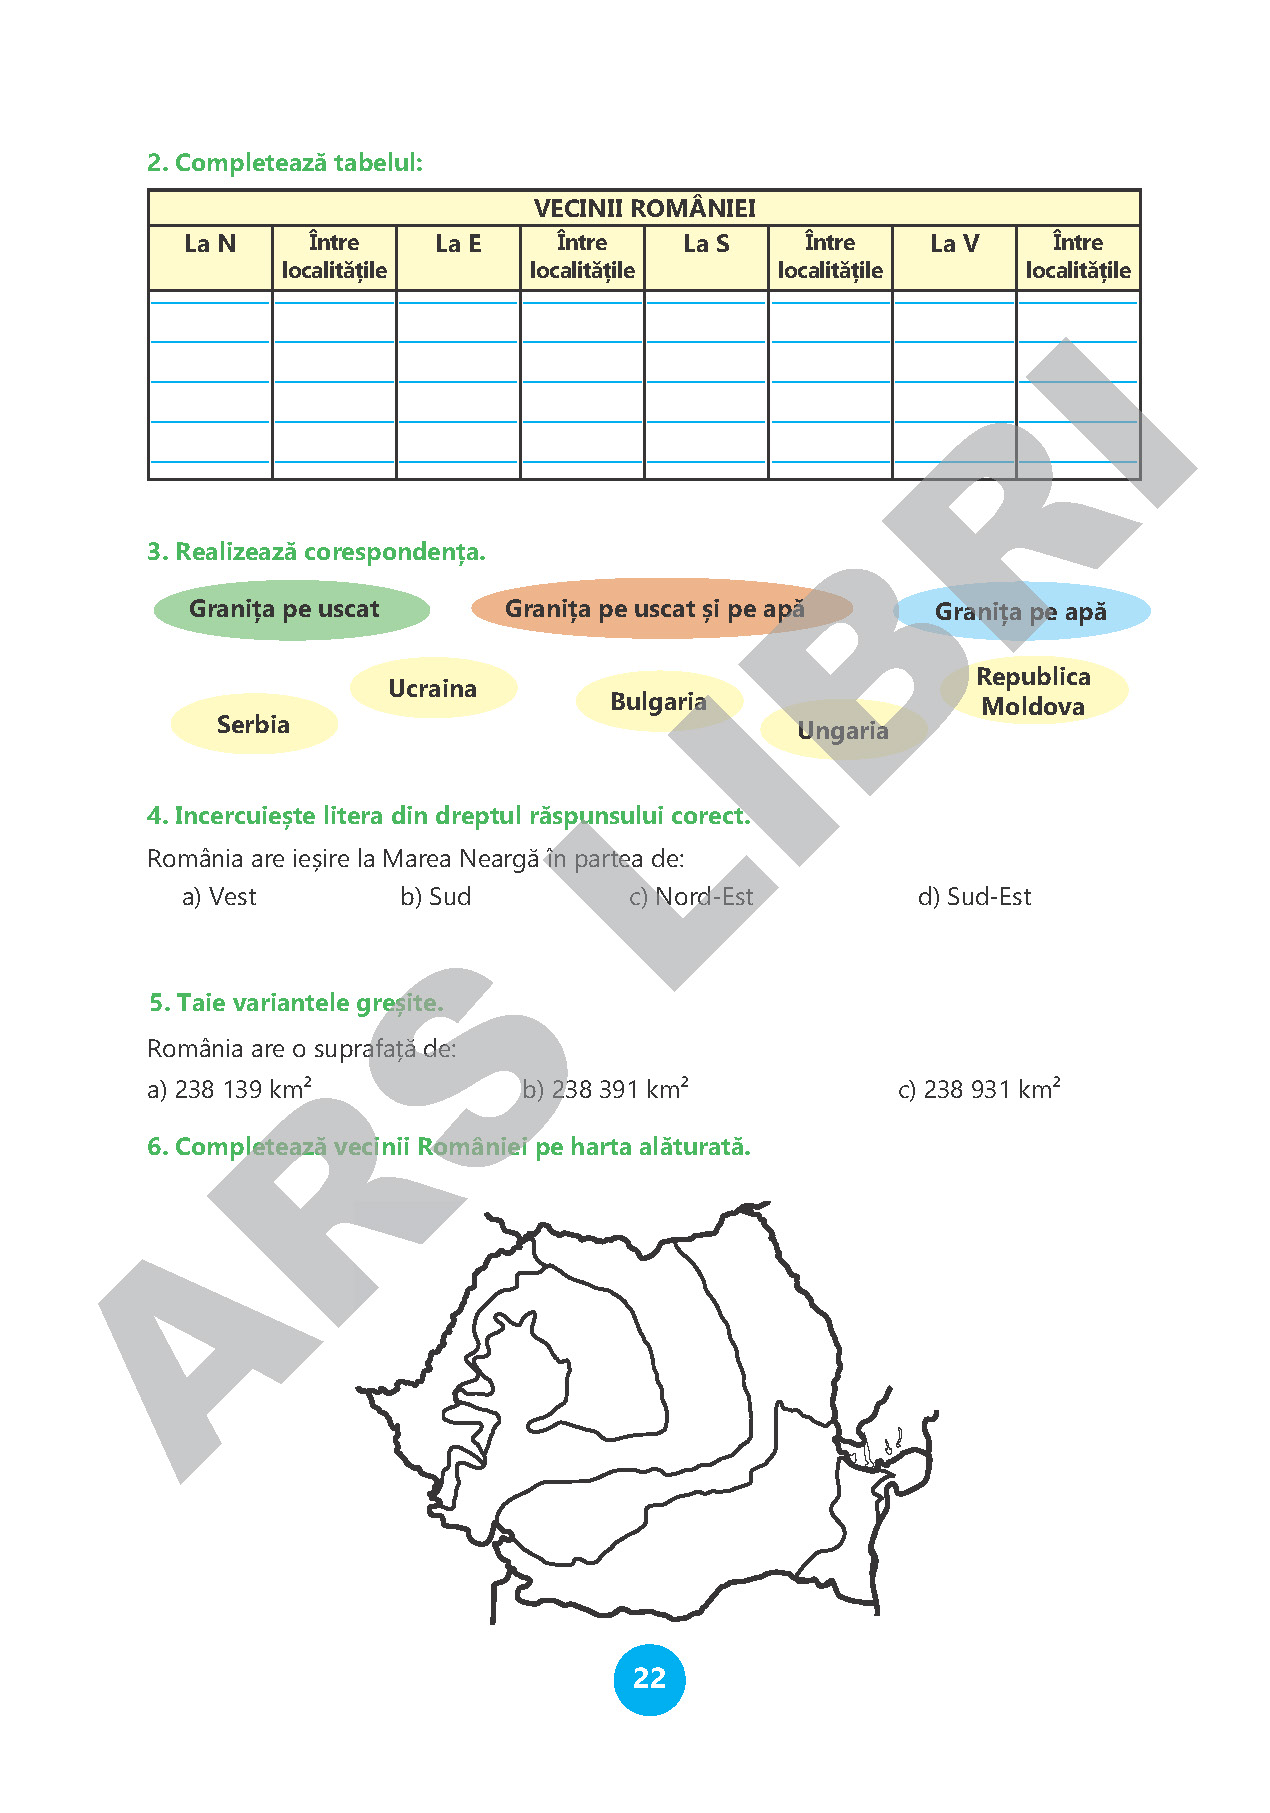 2. Completează tabelul:
VECINII ROMÂNIEI
La N Între localitățile La E Între localitățile La S Între localitățile La V Între localitățile
3. Realizează corespondența.
Granița pe uscat Granița pe uscat și pe apă Granița pe apă
Serbia Ucraina Bulgaria Ungaria Republica Moldova
4. Incercuiește litera din dreptul răspunsului corect.
România are ieșire la Marea Neargă în partea de:
a) Vest b) Sud c) Nord-Est d) Sud-Est
5. Taie variantele greșite.
România are o suprafață de:
a) 238 139 km² b) 238 391 km² c) 238 931 km²
6. Completează vecinii României pe harta alăturată.
22
ARS LIBRI